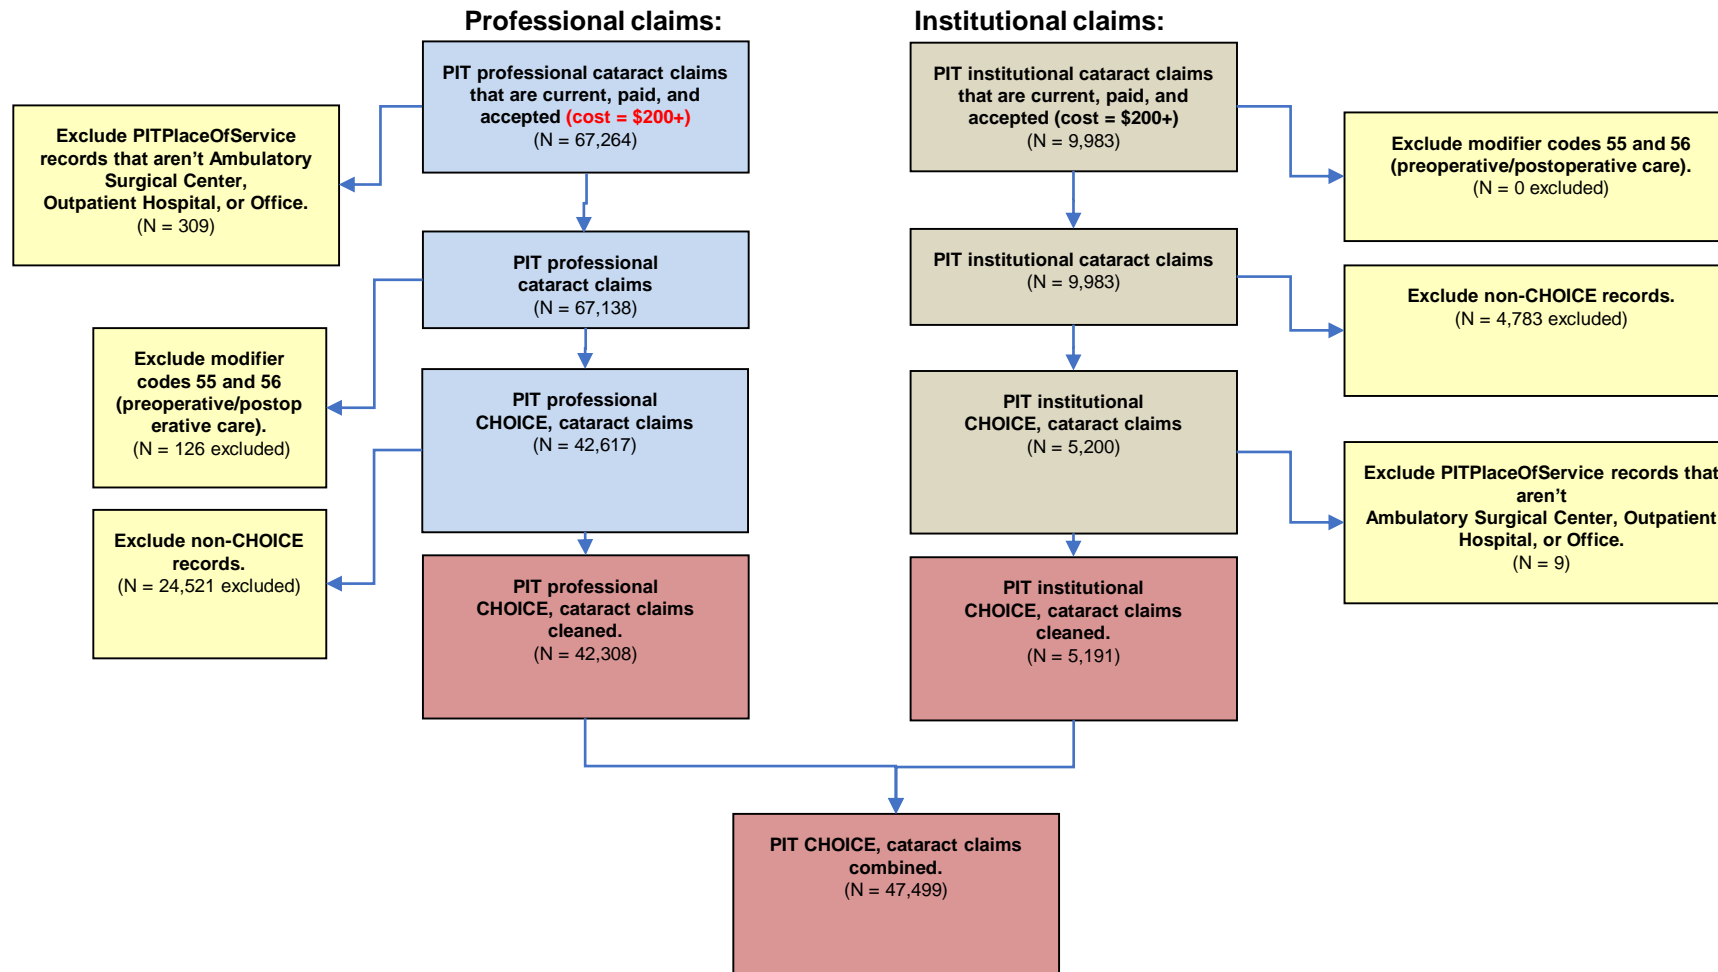 Professional claims:
Institutional claims:
PIT professional cataract claims
that are current, paid, and
accepted (cost = $200+)
(N = 67,264)
PIT institutional cataract claims
that are current, paid, and
accepted (cost = $200+)
(N = 9,983)
Exclude PITPlaceOfService
records that aren’t Ambulatory
Surgical Center,
Outpatient Hospital, or Office.
(N = 309)
Exclude modifier codes 55 and 56
(preoperative/postoperative care).
(N = 0 excluded)
PIT professional
cataract claims
(N = 67,138)
PIT institutional cataract claims
(N = 9,983)
Exclude non-CHOICE records.
(N = 4,783 excluded)
Exclude modifier
codes 55 and 56
(preoperative/postop
erative care).
(N = 126 excluded)
PIT professional
CHOICE, cataract claims
(N = 42,617)
PIT institutional
CHOICE, cataract claims
(N = 5,200)
Exclude PITPlaceOfService records that
aren’t
Ambulatory Surgical Center, Outpatient
Hospital, or Office.
(N = 9)
Exclude non-CHOICE
records.
(N = 24,521 excluded)
PIT professional
CHOICE, cataract claims
cleaned.
(N = 42,308)
PIT institutional
CHOICE, cataract claims
cleaned.
(N = 5,191)
PIT CHOICE, cataract claims
combined.
(N = 47,499)